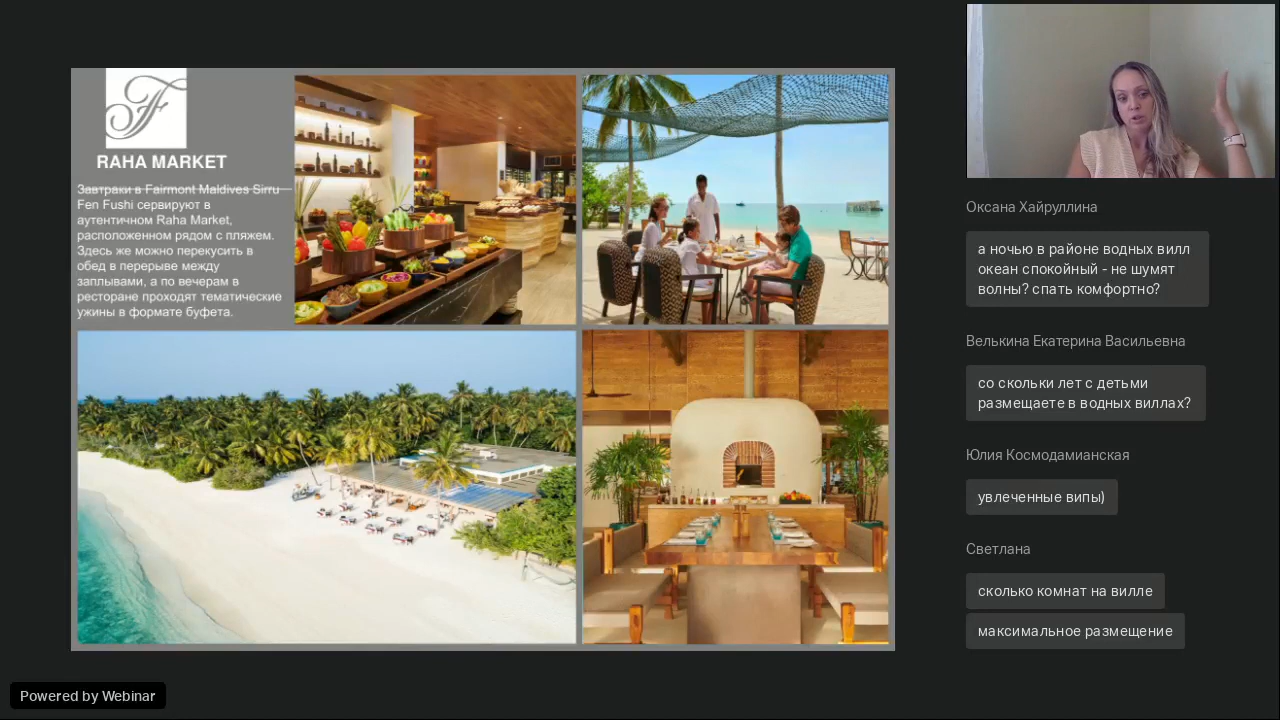 RAHA MARKET
Завтраки в Fairmont Maldives Sirru
Fen Fushi сервируют в
аутентичном Raha Market,
расположенном рядом с пляжем.
Здесь же можно перекусить в
обед в перерыве между
заплывами, а по вечерам в
ресторане проходят тематические
ужины в формате буфета.
Оксана Хайруллина
а ночью в районе водных вилл
океан спокойный - не шумят
волны? спать комфортно?
Велькина Екатерина Васильевна
со скольки лет с детьми
размещаете в водных виллах?
Юлия Космодамианская
увлеченные випы)
Светлана
сколько комнат на вилле
максимальное размещение
Powered by Webinar